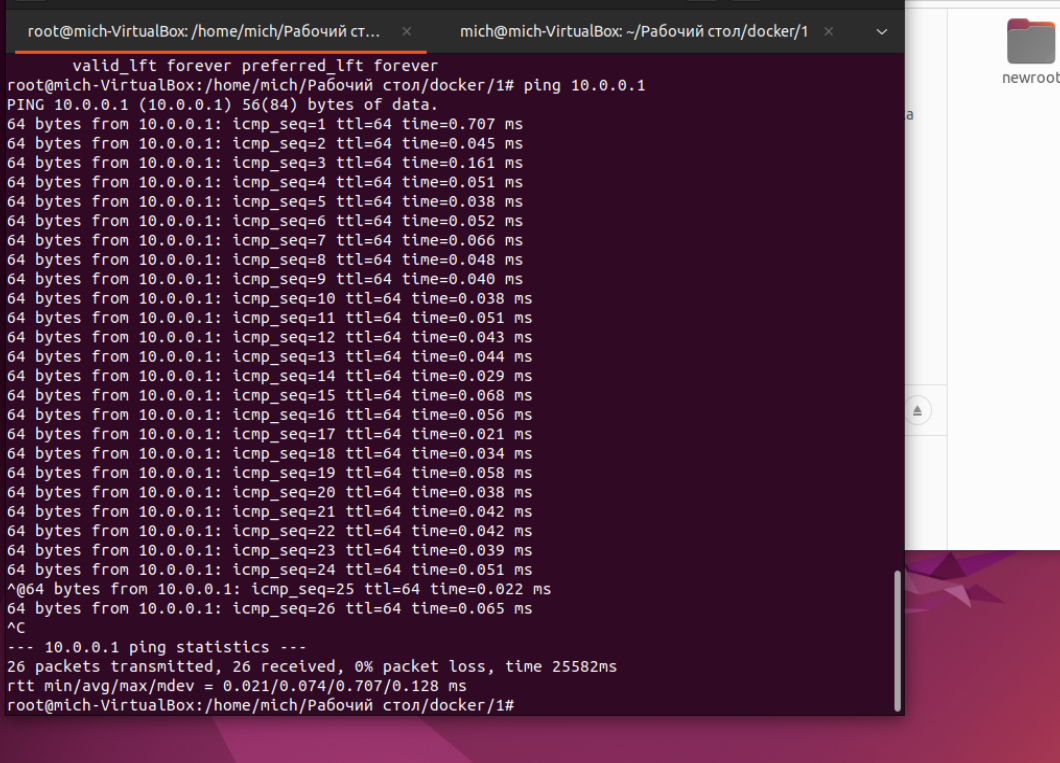 root@mich-VirtualBox: /home/mich/Рабочий ст...
mich@mich-VirtualBox: ~/Рабочий стол/docker/1
valid_lft forever preferred_lft forever
root@mich-VirtualBox:/home/mich/Рабочий стол/docker/1# ping 10.0.0.1
PING 10.0.0.1 (10.0.0.1) 56(84) bytes of data.
64 bytes from 10.0.0.1: icmp_seq=1 ttl=64 time=0.707 ms
64 bytes from 10.0.0.1: icmp_seq=2 ttl=64 time=0.045 ms
64 bytes from 10.0.0.1: icmp_seq=3 ttl=64 time=0.161 ms
64 bytes from 10.0.0.1: icmp_seq=4 ttl=64 time=0.051 ms
64 bytes from 10.0.0.1: icmp_seq=5 ttl=64 time=0.038 ms
64 bytes from 10.0.0.1: icmp_seq=6 ttl=64 time=0.052 ms
64 bytes from 10.0.0.1: icmp_seq=7 ttl=64 time=0.066 ms
64 bytes from 10.0.0.1: icmp_seq=8 ttl=64 time=0.048 ms
64 bytes from 10.0.0.1: icmp_seq=9 ttl=64 time=0.040 ms
64 bytes from 10.0.0.1: icmp_seq=10 ttl=64 time=0.038 ms
64 bytes from 10.0.0.1: icmp_seq=11 ttl=64 time=0.051 ms
64 bytes from 10.0.0.1: icmp_seq=12 ttl=64 time=0.043 ms
64 bytes from 10.0.0.1: icmp_seq=13 ttl=64 time=0.044 ms
64 bytes from 10.0.0.1: icmp_seq=14 ttl=64 time=0.029 ms
64 bytes from 10.0.0.1: icmp_seq=15 ttl=64 time=0.068 ms
64 bytes from 10.0.0.1: icmp_seq=16 ttl=64 time=0.056 ms
64 bytes from 10.0.0.1: icmp_seq=17 ttl=64 time=0.021 ms
64 bytes from 10.0.0.1: icmp_seq=18 ttl=64 time=0.034 ms
64 bytes from 10.0.0.1: icmp_seq=19 ttl=64 time=0.058 ms
64 bytes from 10.0.0.1: icmp_seq=20 ttl=64 time=0.038 ms
64 bytes from 10.0.0.1: icmp_seq=21 ttl=64 time=0.042 ms
64 bytes from 10.0.0.1: icmp_seq=22 ttl=64 time=0.042 ms
64 bytes from 10.0.0.1: icmp_seq=23 ttl=64 time=0.039 ms
64 bytes from 10.0.0.1: icmp_seq=24 ttl=64 time=0.051 ms
^@64 bytes from 10.0.0.1: icmp_seq=25 ttl=64 time=0.022 ms
64 bytes from 10.0.0.1: icmp_seq=26 ttl=64 time=0.065 ms
^C
--- 10.0.0.1 ping statistics ---
26 packets transmitted, 26 received, 0% packet loss, time 25582ms
rtt min/avg/max/mdev = 0.021/0.074/0.707/0.128 ms
root@mich-VirtualBox:/home/mich/Рабочий стол/docker/1#
newroot